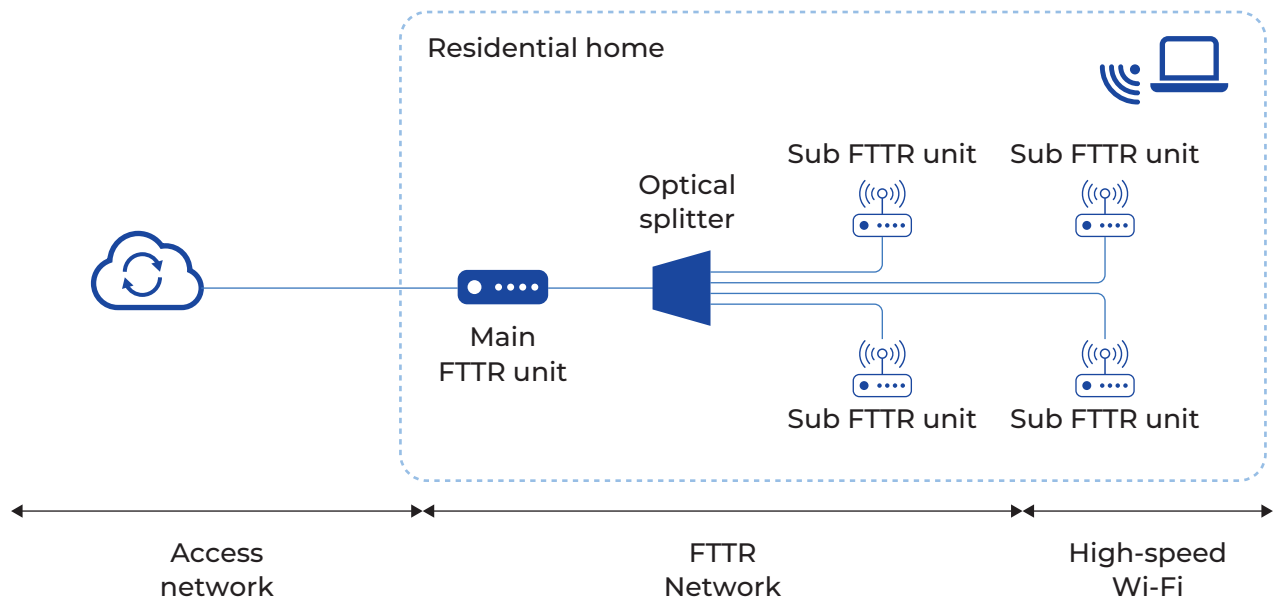 Residential home
Sub FTTR unit
Sub FTTR unit
Optical
splitter
Main
FTTR unit
Sub FTTR unit
Sub FTTR unit
Access
network
FTTR
Network
High-speed
Wi-Fi